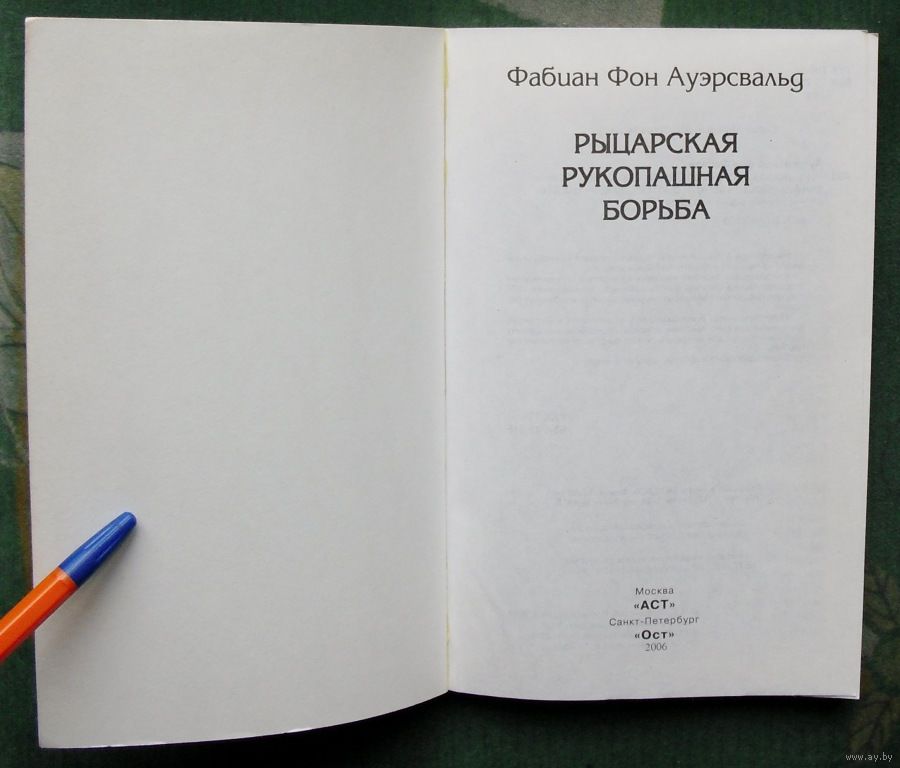 Фабиан Фон Ауэрсвальд
РЫЦАРСКАЯ
РУКОПАШНАЯ
БОРЬБА
Москва
«АСТ»
Санкт-Петербург
«Ост»
2006
www.ay.by